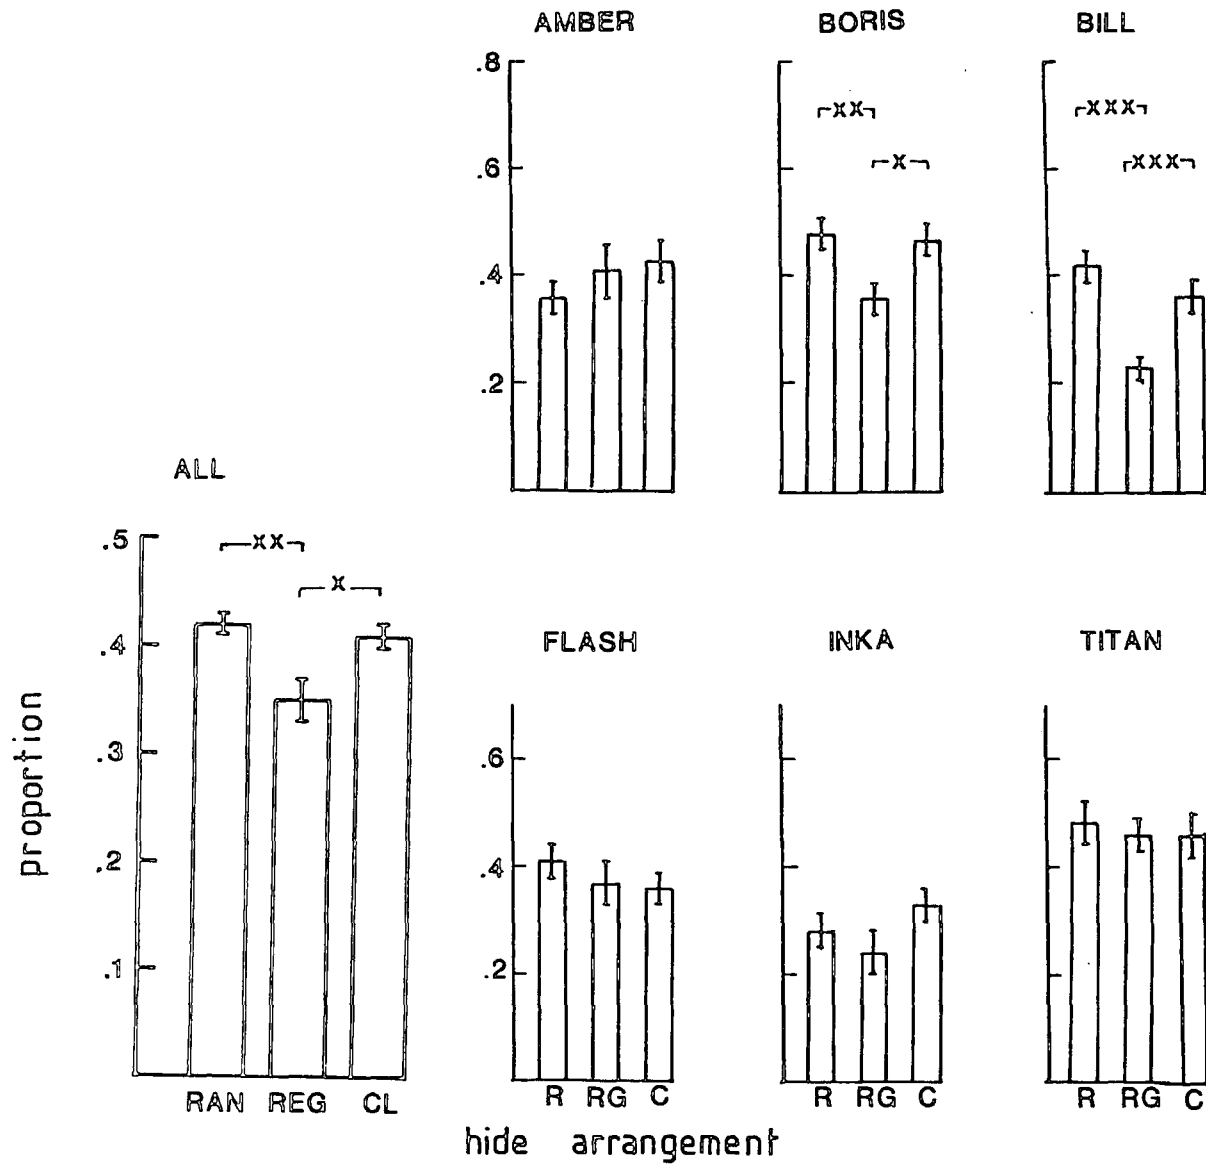 AMBER BORIS BILL
.8
xx xxx
.6 x xxx
.4
.2
ALL
.5 xx
x
.4
.3
.2
.1
proportion
RAN REG CL
FLASH INKA TITAN
.6
.4
.2
R RG C R RG C R RG C
hide arrangement